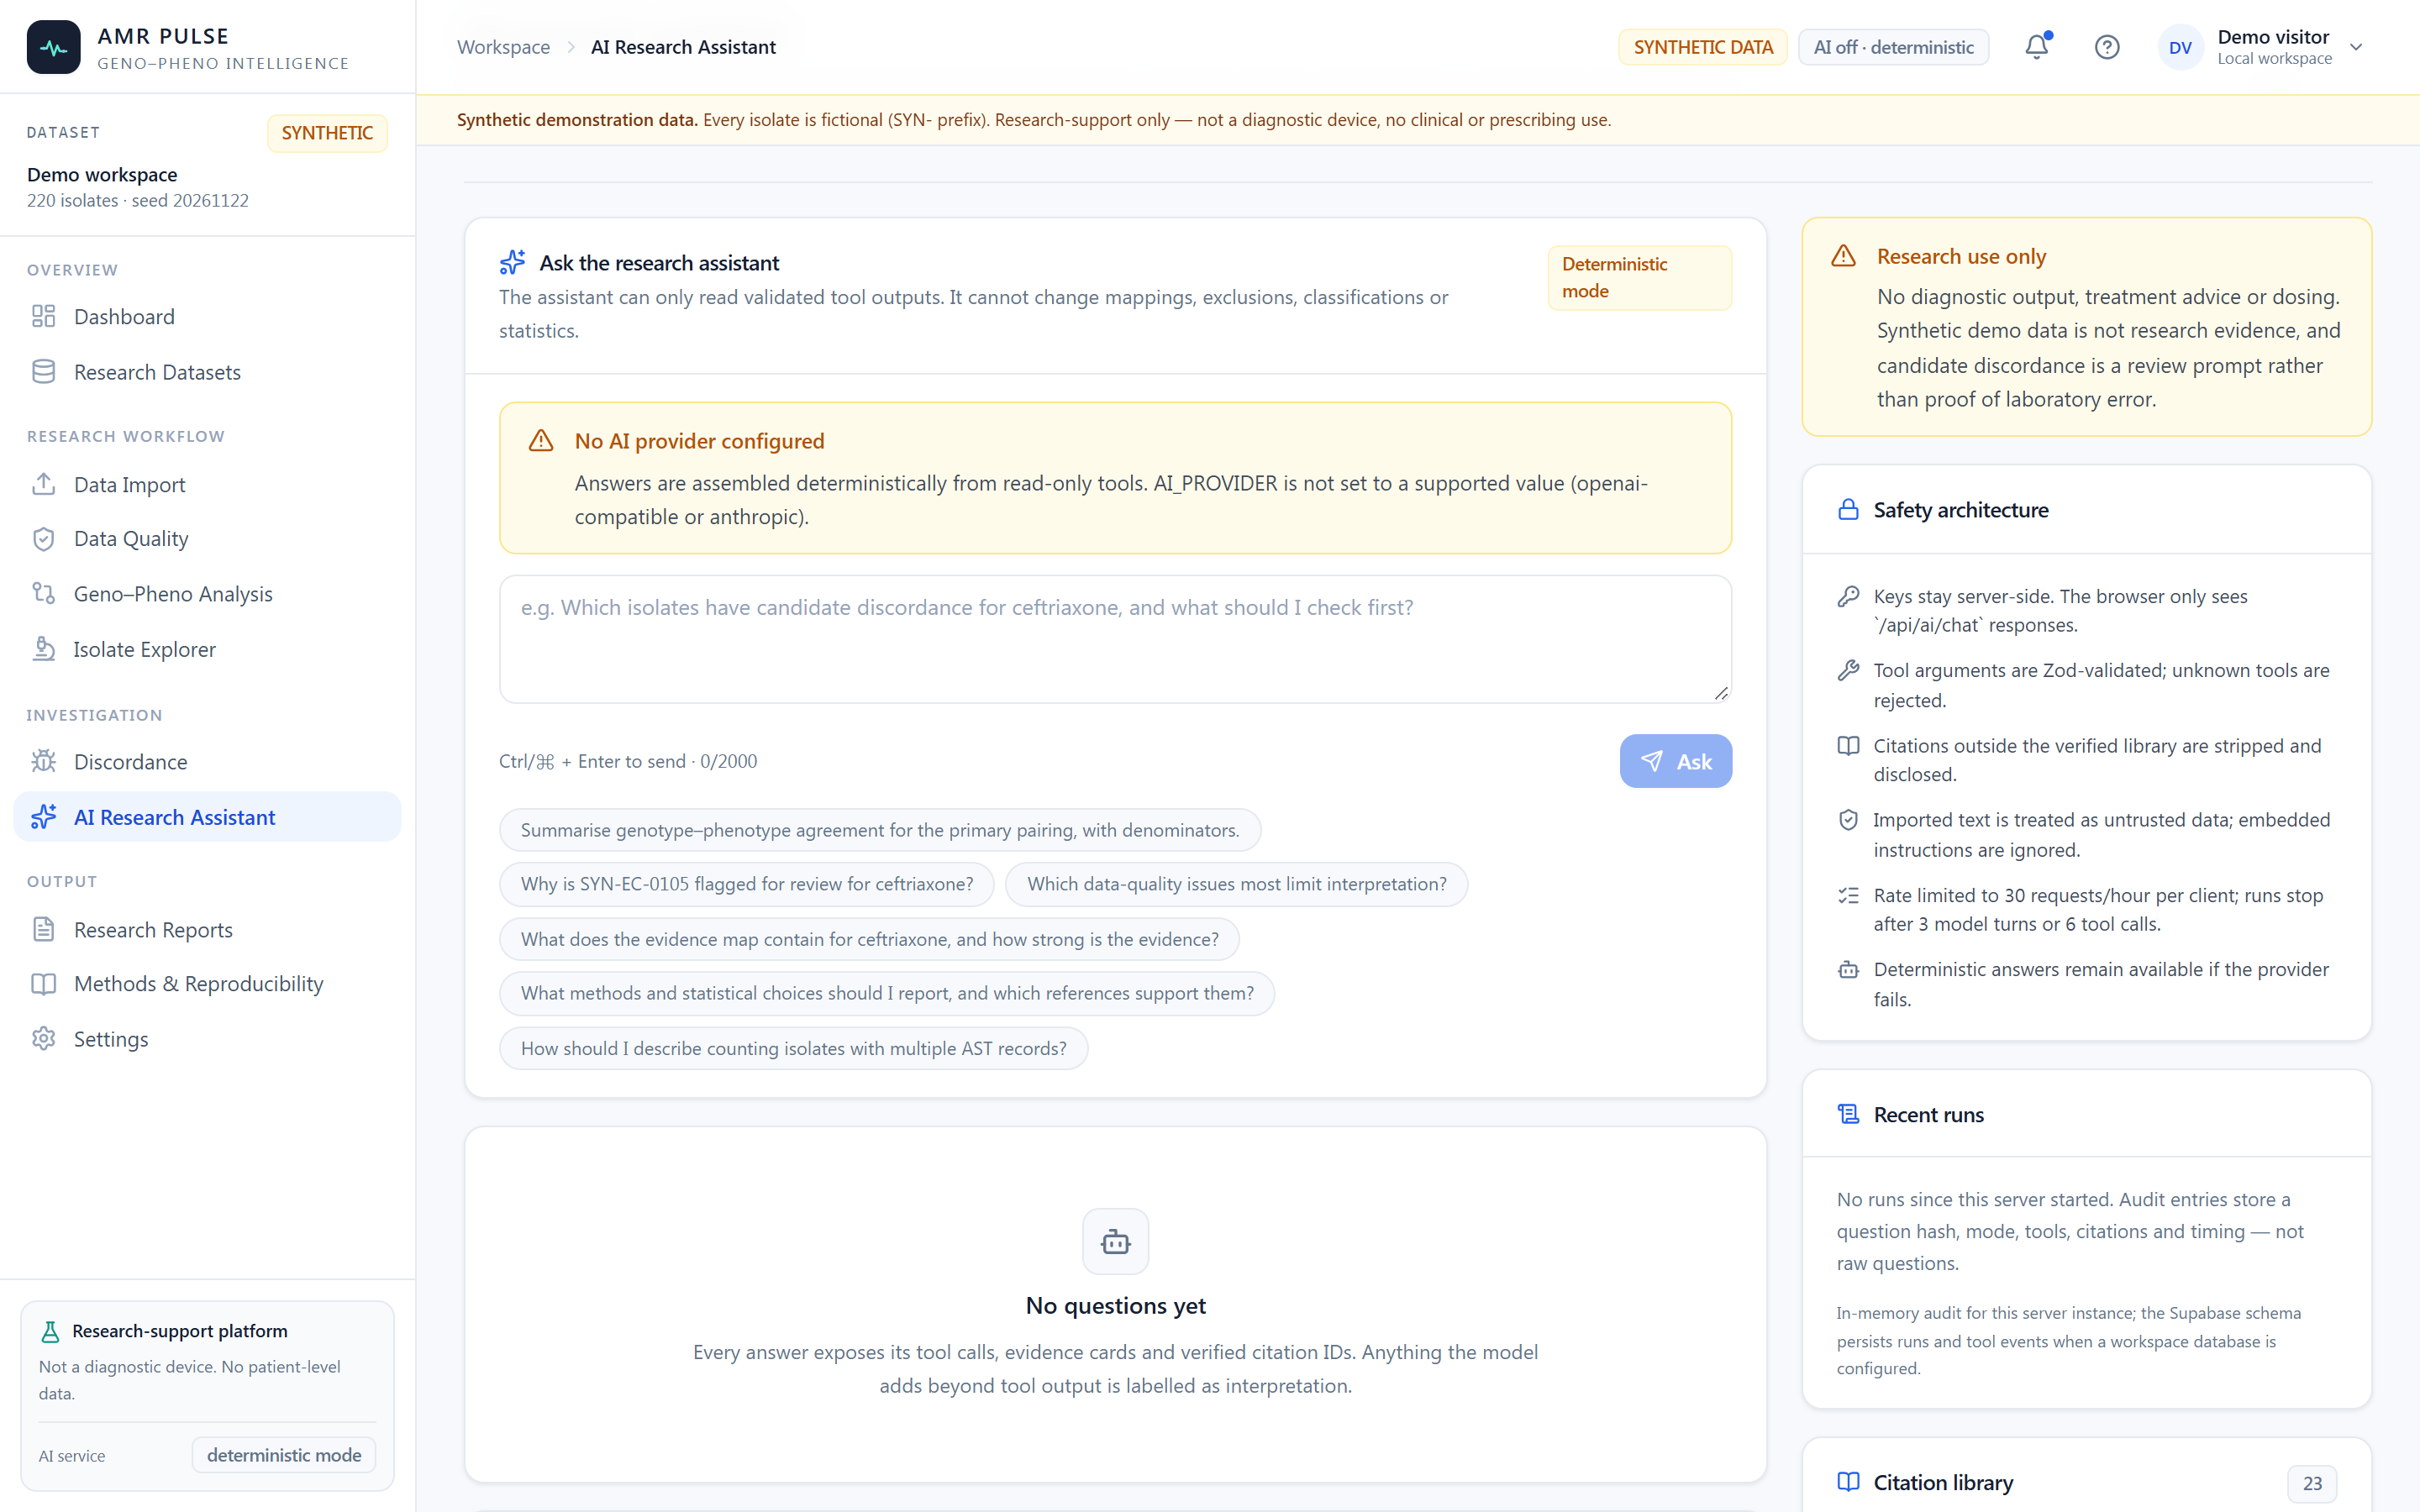 AMR PULSE
GENO–PHENO INTELLIGENCE
DATASET
SYNTHETIC
Demo workspace
220 isolates · seed 20261122
OVERVIEW
Dashboard
Research Datasets
RESEARCH WORKFLOW
Data Import
Data Quality
Geno–Pheno Analysis
Isolate Explorer
INVESTIGATION
Discordance
AI Research Assistant
OUTPUT
Research Reports
Methods & Reproducibility
Settings
Research-support platform
Not a diagnostic device. No patient-level
data.
AI service
deterministic mode
Workspace
AI Research Assistant
SYNTHETIC DATA
AI off · deterministic
DV
Demo visitor
Local workspace
Synthetic demonstration data. Every isolate is fictional (SYN- prefix). Research-support only — not a diagnostic device, no clinical or prescribing use.
Ask the research assistant
The assistant can only read validated tool outputs. It cannot change mappings, exclusions, classifications or
statistics.
Deterministic
mode
No AI provider configured
Answers are assembled deterministically from read-only tools. AI_PROVIDER is not set to a supported value (openai-
compatible or anthropic).
e.g. Which isolates have candidate discordance for ceftriaxone, and what should I check first?
Ctrl/⌘ + Enter to send · 0/2000
Ask
Summarise genotype–phenotype agreement for the primary pairing, with denominators.
Why is SYN-EC-0105 flagged for review for ceftriaxone?
Which data-quality issues most limit interpretation?
What does the evidence map contain for ceftriaxone, and how strong is the evidence?
What methods and statistical choices should I report, and which references support them?
How should I describe counting isolates with multiple AST records?
No questions yet
Every answer exposes its tool calls, evidence cards and verified citation IDs. Anything the model
adds beyond tool output is labelled as interpretation.
Research use only
No diagnostic output, treatment advice or dosing.
Synthetic demo data is not research evidence, and
candidate discordance is a review prompt rather
than proof of laboratory error.
Safety architecture
Keys stay server-side. The browser only sees
`/api/ai/chat` responses.
Tool arguments are Zod-validated; unknown tools are
rejected.
Citations outside the verified library are stripped and
disclosed.
Imported text is treated as untrusted data; embedded
instructions are ignored.
Rate limited to 30 requests/hour per client; runs stop
after 3 model turns or 6 tool calls.
Deterministic answers remain available if the provider
fails.
Recent runs
No runs since this server started. Audit entries store a
question hash, mode, tools, citations and timing — not
raw questions.
In-memory audit for this server instance; the Supabase schema
persists runs and tool events when a workspace database is
configured.
Citation library
23